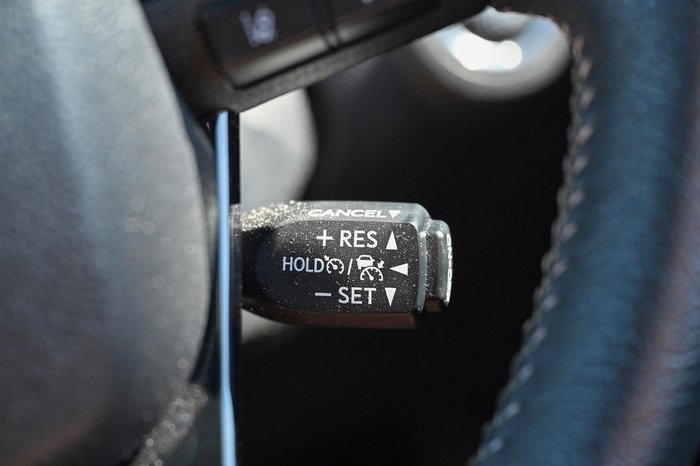 CANCEL▼
+ RES ▲
HOLD / ◄
− SET ▼